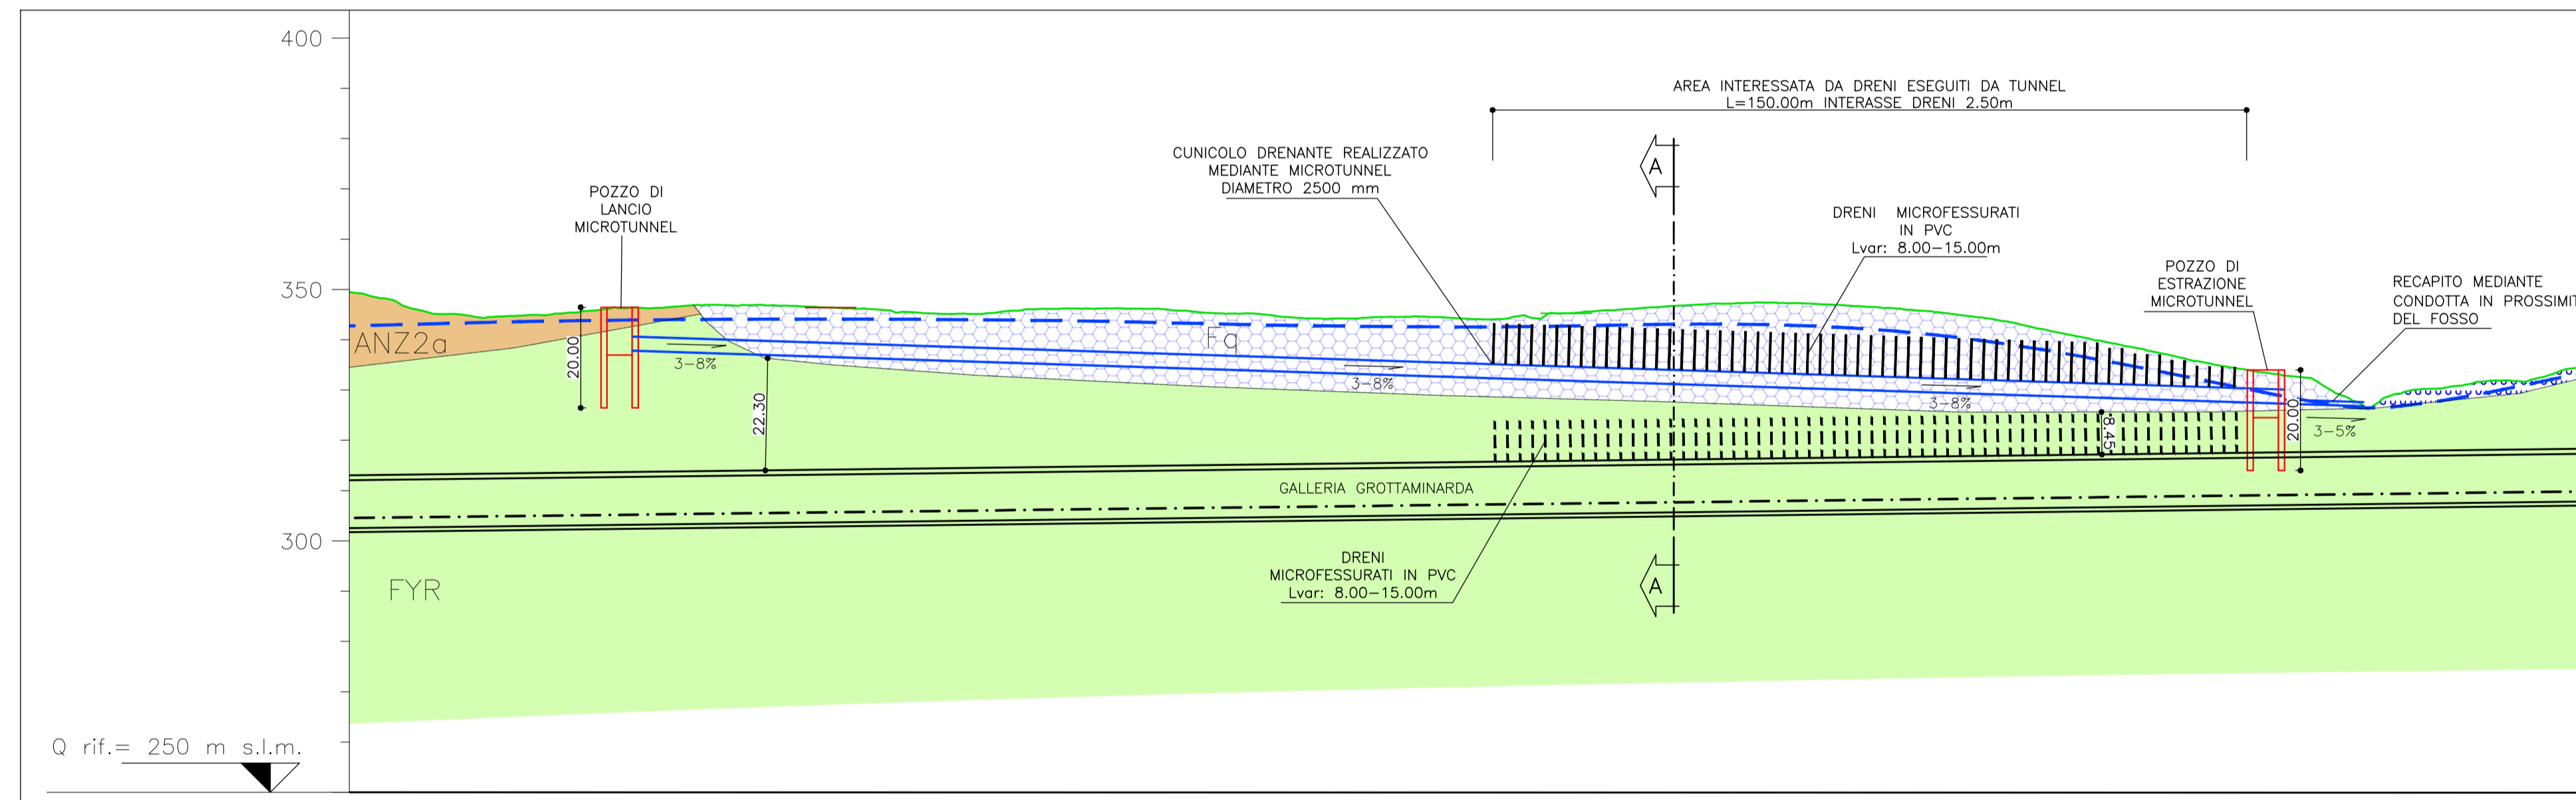 400
AREA INTERESSATA DA DRENI ESEGUITI DA TUNNEL
L=150.00m INTERASSE DRENI 2.50m
CUNICOLO DRENANTE REALIZZATO
MEDIANTE MICROTUNNEL
DIAMETRO 2500 mm
A
POZZO DI
LANCIO
MICROTUNNEL
DRENI MICROFESSURATI
IN PVC
Lvar: 8.00-15.00m
POZZO DI
ESTRAZIONE
MICROTUNNEL
RECAPITO MEDIANTE
CONDOTTA IN PROSSIMIT
DEL FOSSO
350
ANZ2a
Fq
20.00
3-8%
3-8%
3-8%
22.30
8.45
20.00
3-5%
GALLERIA GROTTAMINARDA
300
DRENI
MICROFESSURATI IN PVC
Lvar: 8.00-15.00m
A
FYR
Q rif.= 250 m s.l.m.